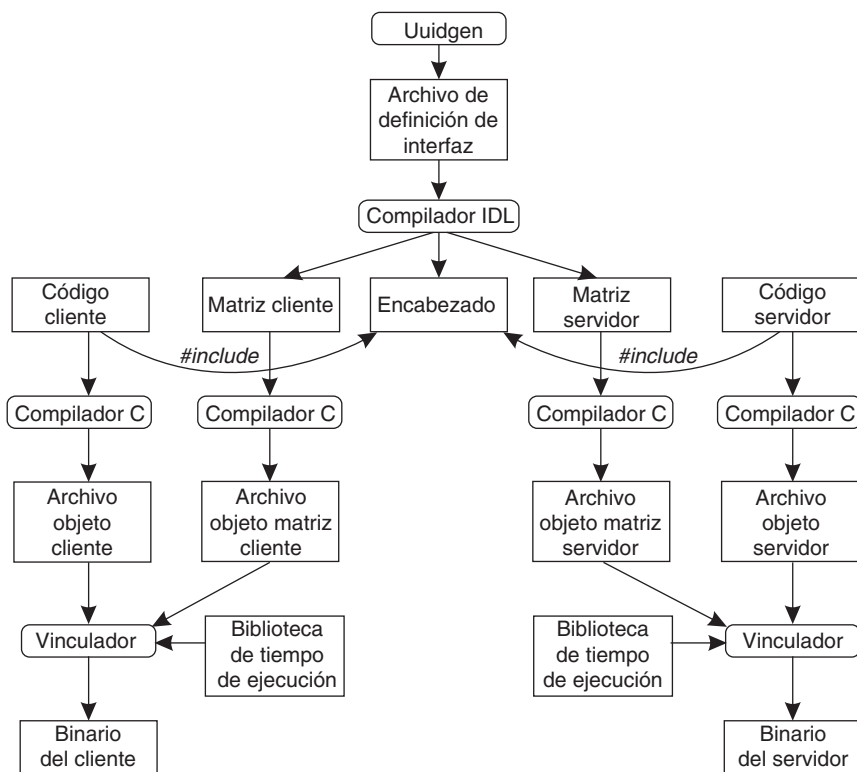 Uuidgen
Archivo de
definición de
interfaz
Compilador IDL
Código
cliente
Matriz cliente
Encabezado
Matriz
servidor
Código
servidor
#include
#include
Compilador C
Compilador C
Compilador C
Compilador C
Archivo
objeto
cliente
Archivo
objeto matriz
cliente
Archivo
objeto matriz
servidor
Archivo
objeto
servidor
Vinculador
Biblioteca
de tiempo
de ejecución
Biblioteca
de tiempo
de ejecución
Vinculador
Binario
del cliente
Binario
del servidor